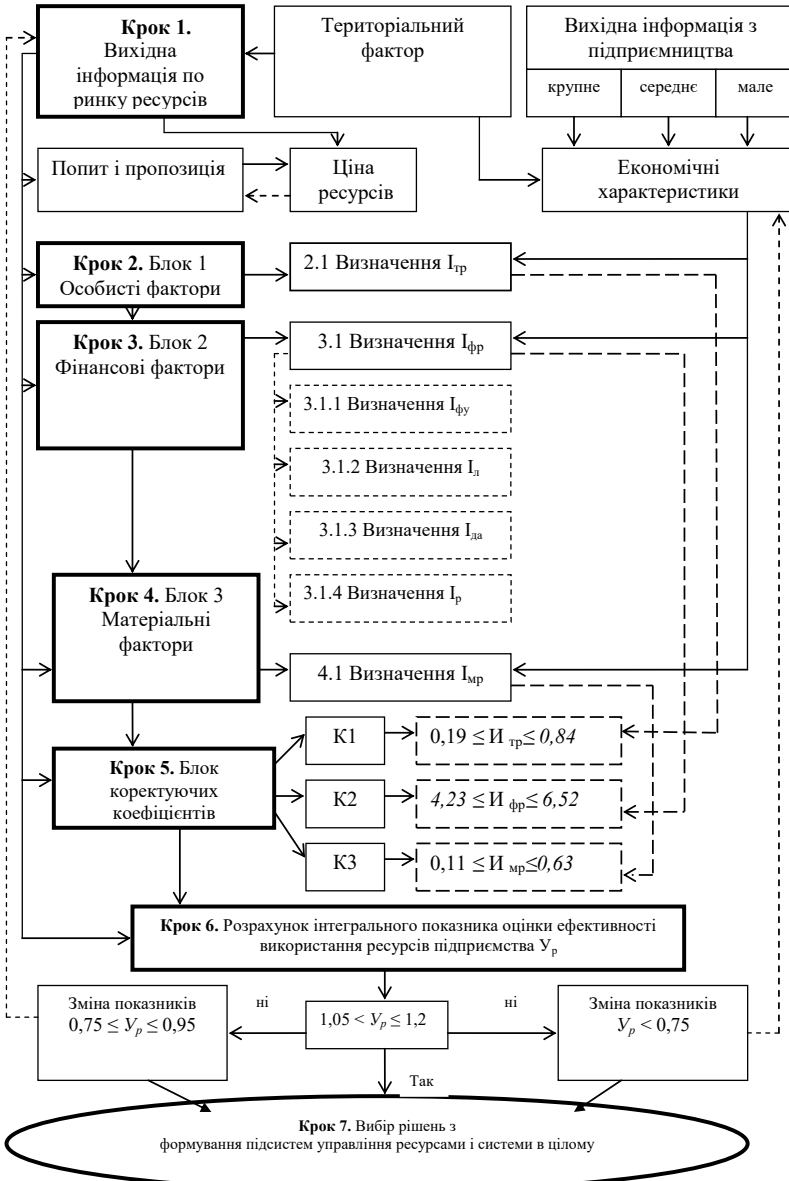 Крок 1.
Вихідна
інформація по
ринку ресурсів
Територіальний
фактор
Вихідна інформація з
підприємництва
крупне
середнє
мале
Попит і пропозиція
Ціна
ресурсів
Економічні
характеристики
Крок 2. Блок 1
Особисті фактори
2.1 Визначення Iтр
Крок 3. Блок 2
Фінансові фактори
3.1 Визначення Iфр
3.1.1 Визначення Iфу
3.1.2 Визначення Iл
3.1.3 Визначення Iда
3.1.4 Визначення Iр
Крок 4. Блок 3
Матеріальні
фактори
4.1 Визначення Iмр
Крок 5. Блок
коректуючих
коефіцієнтів
К1
0,19 ≤ И тр≤ 0,84
К2
4,23 ≤ И фр ≤ 6,52
К3
0,11 ≤ И мр≤0,63
Крок 6. Розрахунок інтегрального показника оцінки ефективності
використання ресурсів підприємства Ур
Зміна показників
0,75 ≤ Ур ≤ 0,95
ні
1,05 < Ур ≤ 1,2
ні
Зміна показників
Ур < 0,75
Так
Крок 7. Вибір рішень з
формування підсистем управління ресурсами і системи в цілому